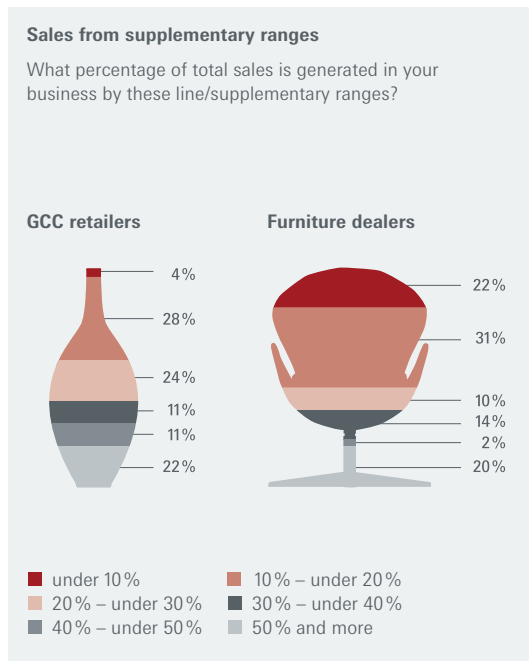 Sales from supplementary ranges
What percentage of total sales is generated in your
business by these line/supplementary ranges?
GCC retailers
4 %
28 %
24 %
11 %
11 %
22 %
Furniture dealers
22 %
31 %
10 %
14 %
2 %
20 %
under 10 %
10 % – under 20 %
20 % – under 30 %
30 % – under 40 %
40 % – under 50 %
50 % and more